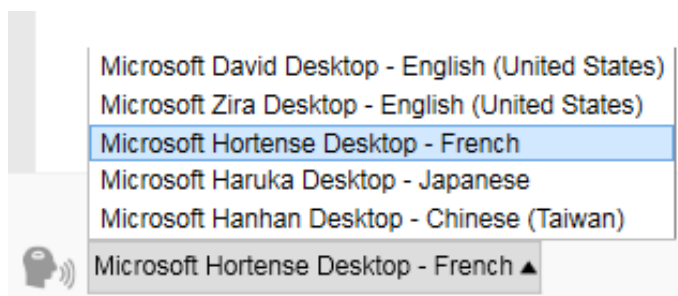 Microsoft David Desktop - English (United States)
Microsoft Zira Desktop - English (United States)
Microsoft Hortense Desktop - French
Microsoft Haruka Desktop - Japanese
Microsoft Hanhan Desktop - Chinese (Taiwan)
Microsoft Hortense Desktop - French